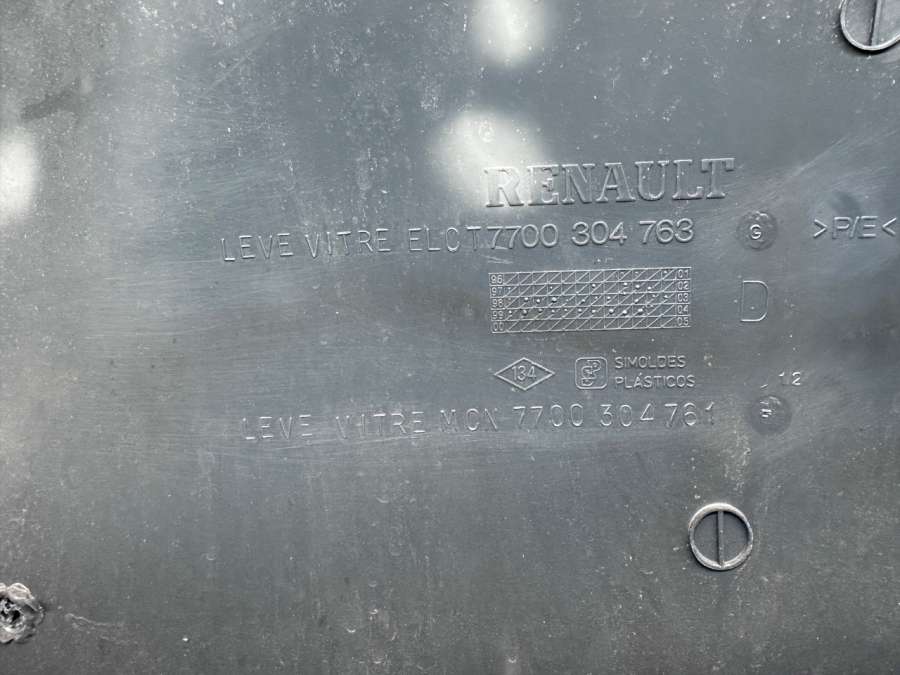 RENAULT
LEVE VITRE ELCT 7700 304 763 G >P/E<
96 01
97 02
98 03
99 04
00 05
D
134 SP SIMOLDES
PLÁSTICOS
12
LEVE VITRE MCN 7700 304 761 F